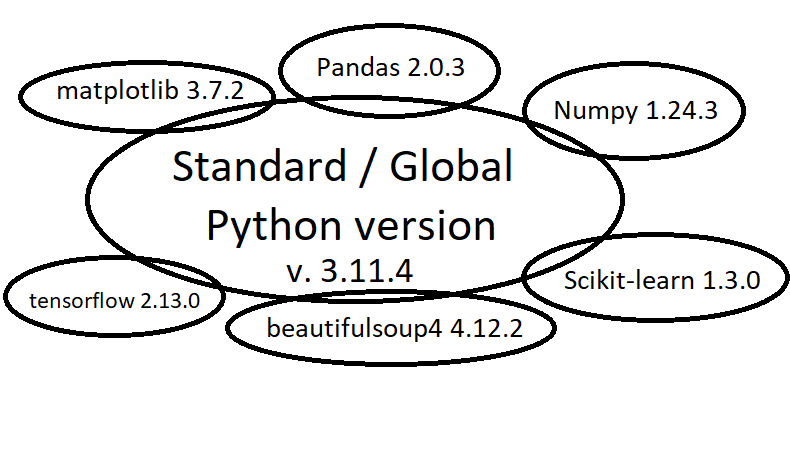 Pandas 2.0.3
matplotlib 3.7.2
Numpy 1.24.3
Standard / Global
Python version
v. 3.11.4
Scikit-learn 1.3.0
tensorflow 2.13.0
beautifulsoup4 4.12.2